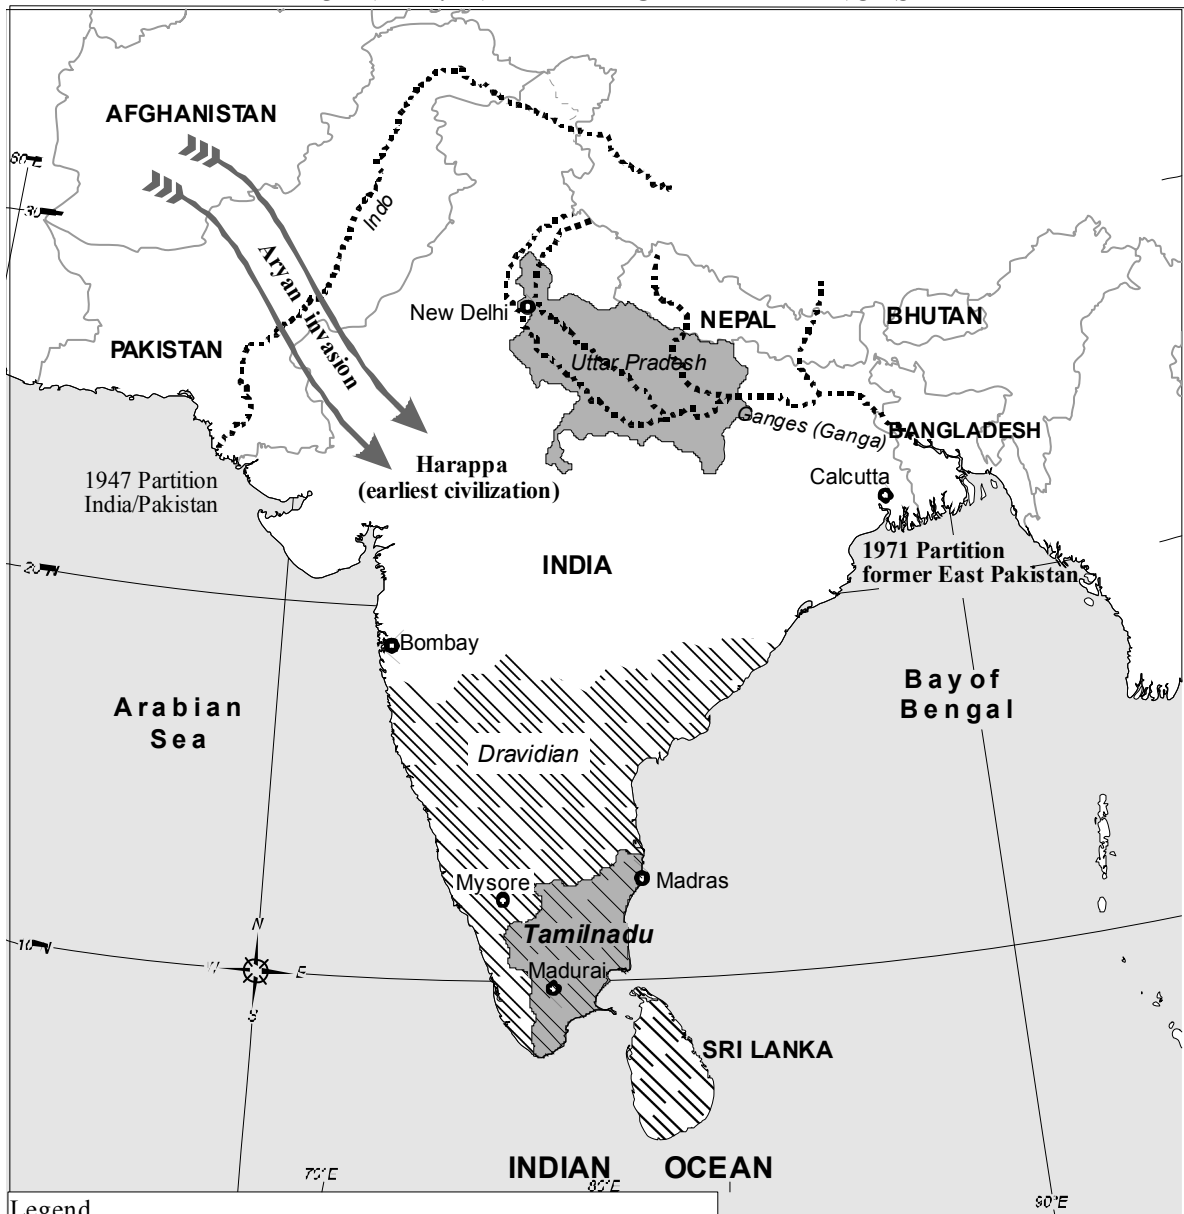 AFGHANISTAN
60°E
30
Indo
Aryan
invasion
New Delhi
NEPAL
BHUTAN
PAKISTAN
Uttar Pradesh
Ganges (Ganga)
BANGLADESH
Harappa
(earliest civilization)
Calcutta
1947 Partition
India/Pakistan
1971 Partition
former East Pakistan
INDIA
20°N
Bombay
Arabian
Sea
Bay of
Bengal
Dravidian
Mysore
Madras
Tamilnadu
N
W
E
S
10°N
Madurai
SRI LANKA
INDIAN OCEAN
70°E
80°E
90°E
Legend